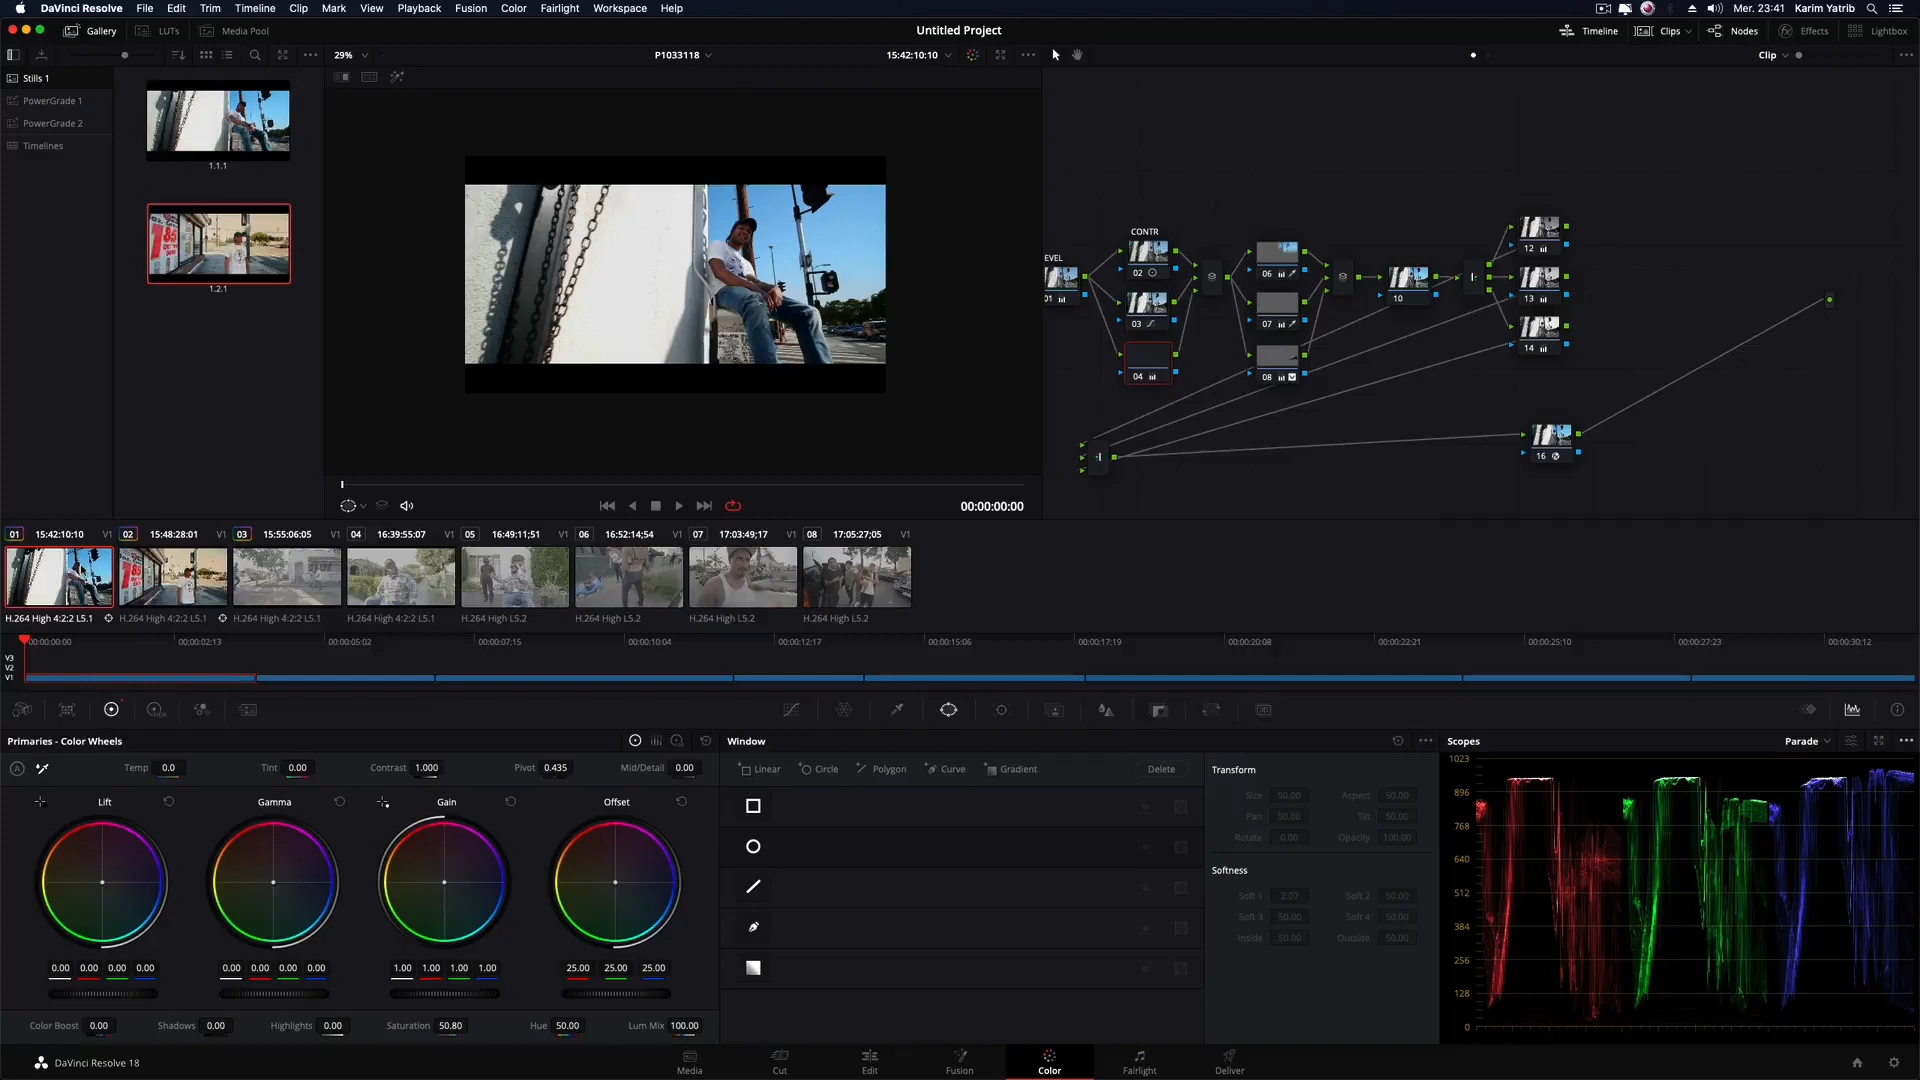 DaVinci Resolve File Edit Trim Timeline Clip Mark View Playback Fusion Color Fairlight Workspace Help Mer. 23:41 Karim Yatrib
Gallery LUTs Media Pool Untitled Project Timeline Clips Nodes Effects Lightbox
29% P1033118 15:42:10:10 Clip
Stills 1
PowerGrade 1
PowerGrade 2
Timelines
1.1.1
1.2.1
EVEL
01
CONTR
02
03
04
06
07
08
10
12
13
14
16
00:00:00:00
01 15:42:10:10 V1 02 15:48:28:01 V1 03 15:55:06:05 V1 04 16:39:55:07 V1 05 16:49:11;51 V1 06 16:52:14;54 V1 07 17:03:49;17 V1 08 17:05:27;05 V1
H.264 High 4:2:2 L5.1 H.264 High 4:2:2 L5.1 H.264 High 4:2:2 L5.1 H.264 High 4:2:2 L5.1 H.264 High L5.2 H.264 High L5.2 H.264 High L5.2 H.264 High L5.2
00:00:00:00 00:00:02:13 00:00:05:02 00:00:07:15 00:00:10:04 00:00:12:17 00:00:15:06 00:00:17:19 00:00:20:08 00:00:22:21 00:00:25:10 00:00:27:23 00:00:30:12
V3
V2
V1
Primaries - Color Wheels
Temp 0.0 Tint 0.00 Contrast 1.000 Pivot 0.435 Mid/Detail 0.00
Lift Gamma Gain Offset
0.00 0.00 0.00 0.00 0.00 0.00 0.00 0.00 1.00 1.00 1.00 1.00 25.00 25.00 25.00
Color Boost 0.00 Shadows 0.00 Highlights 0.00 Saturation 50.80 Hue 50.00 Lum Mix 100.00
Window
Linear Circle Polygon Curve Gradient Delete
Transform
Size 50.00 Aspect 50.00
Pan 50.00 Tilt 50.00
Rotate 0.00 Opacity 100.00
Softness
Soft 1 2.07 Soft 2 50.00
Soft 3 50.00 Soft 4 50.00
Inside 50.00 Outside 50.00
Scopes Parade
1023
896
768
640
512
384
256
128
0
DaVinci Resolve 18 Media Cut Edit Fusion Color Fairlight Deliver